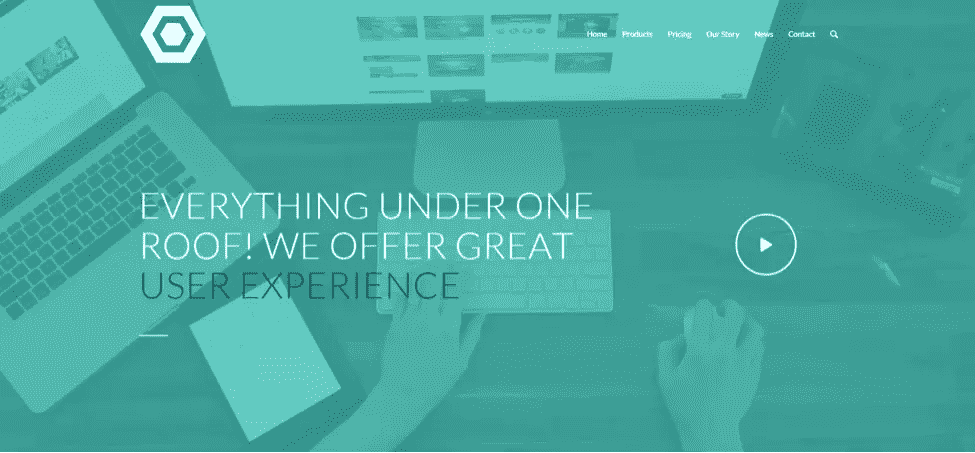 Home Products Pricing Our Story News Contact
EVERYTHING UNDER ONE
ROOF! WE OFFER GREAT
USER EXPERIENCE